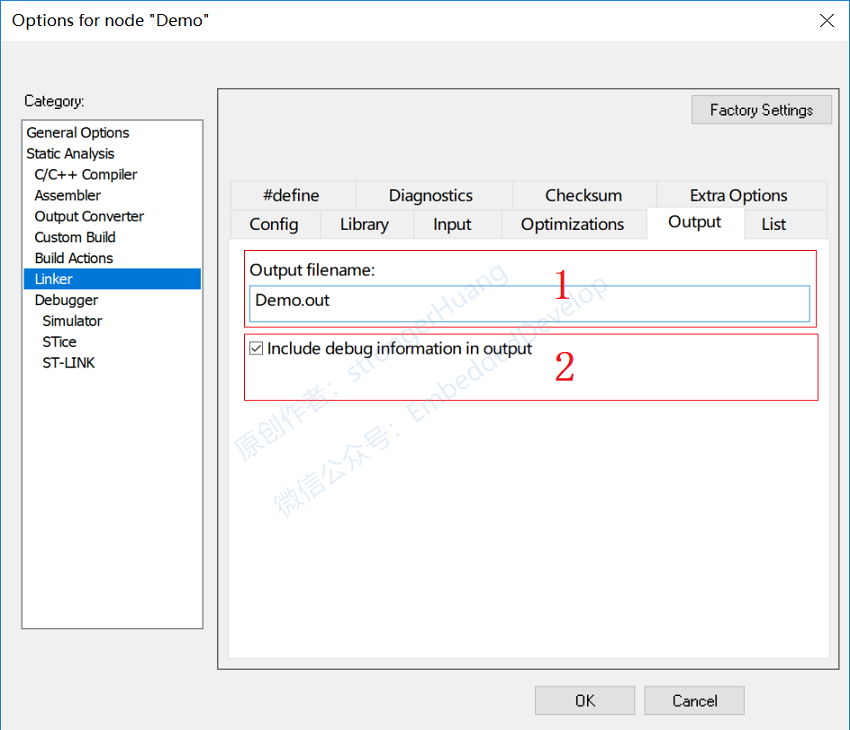 Options for node "Demo"
Category:
General Options
Static Analysis
C/C++ Compiler
Assembler
Output Converter
Custom Build
Build Actions
Linker
Debugger
Simulator
STice
ST-LINK
Factory Settings
#define Diagnostics Checksum Extra Options
Config Library Input Optimizations Output List
Output filename:
Demo.out
1
Include debug information in output
2
原创作者：strongerHuang
微信公众号：EmbeddedDevelop
OK Cancel